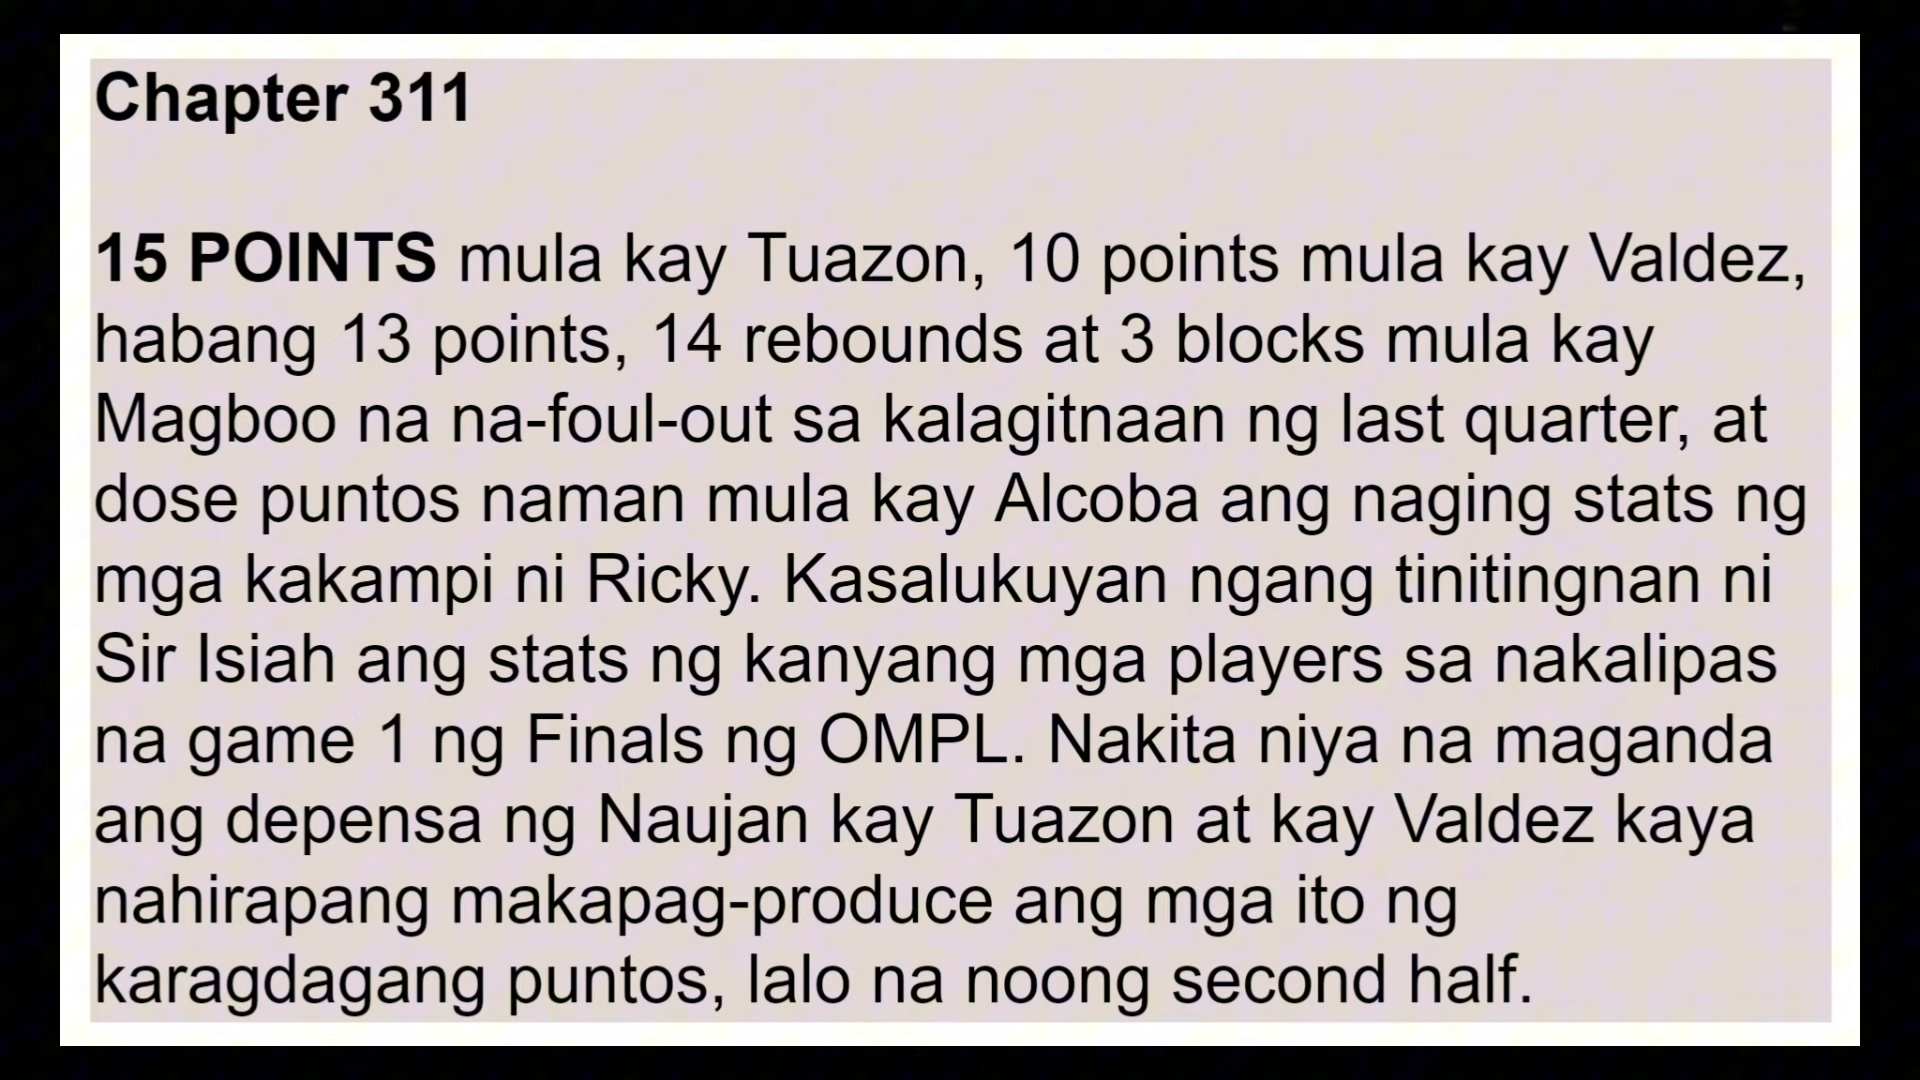 Chapter 311
15 POINTS mula kay Tuazon, 10 points mula kay Valdez,
habang 13 points, 14 rebounds at 3 blocks mula kay
Magboo na na-foul-out sa kalagitnaan ng last quarter, at
dose puntos naman mula kay Alcoba ang naging stats ng
mga kakampi ni Ricky. Kasalukuyan ngang tinitingnan ni
Sir Isiah ang stats ng kanyang mga players sa nakalipas
na game 1 ng Finals ng OMPL. Nakita niya na maganda
ang depensa ng Naujan kay Tuazon at kay Valdez kaya
nahirapang makapag-produce ang mga ito ng
karagdagang puntos, lalo na noong second half.